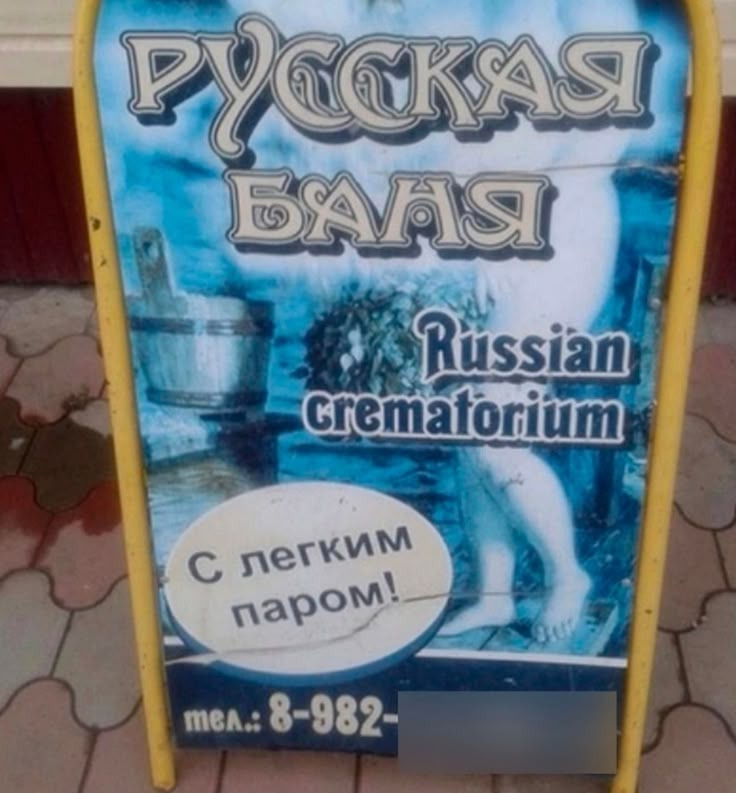 РУССКАЯ
БАНЯ
Russian
crematorium
С легким
паром!
тел.: 8-982-